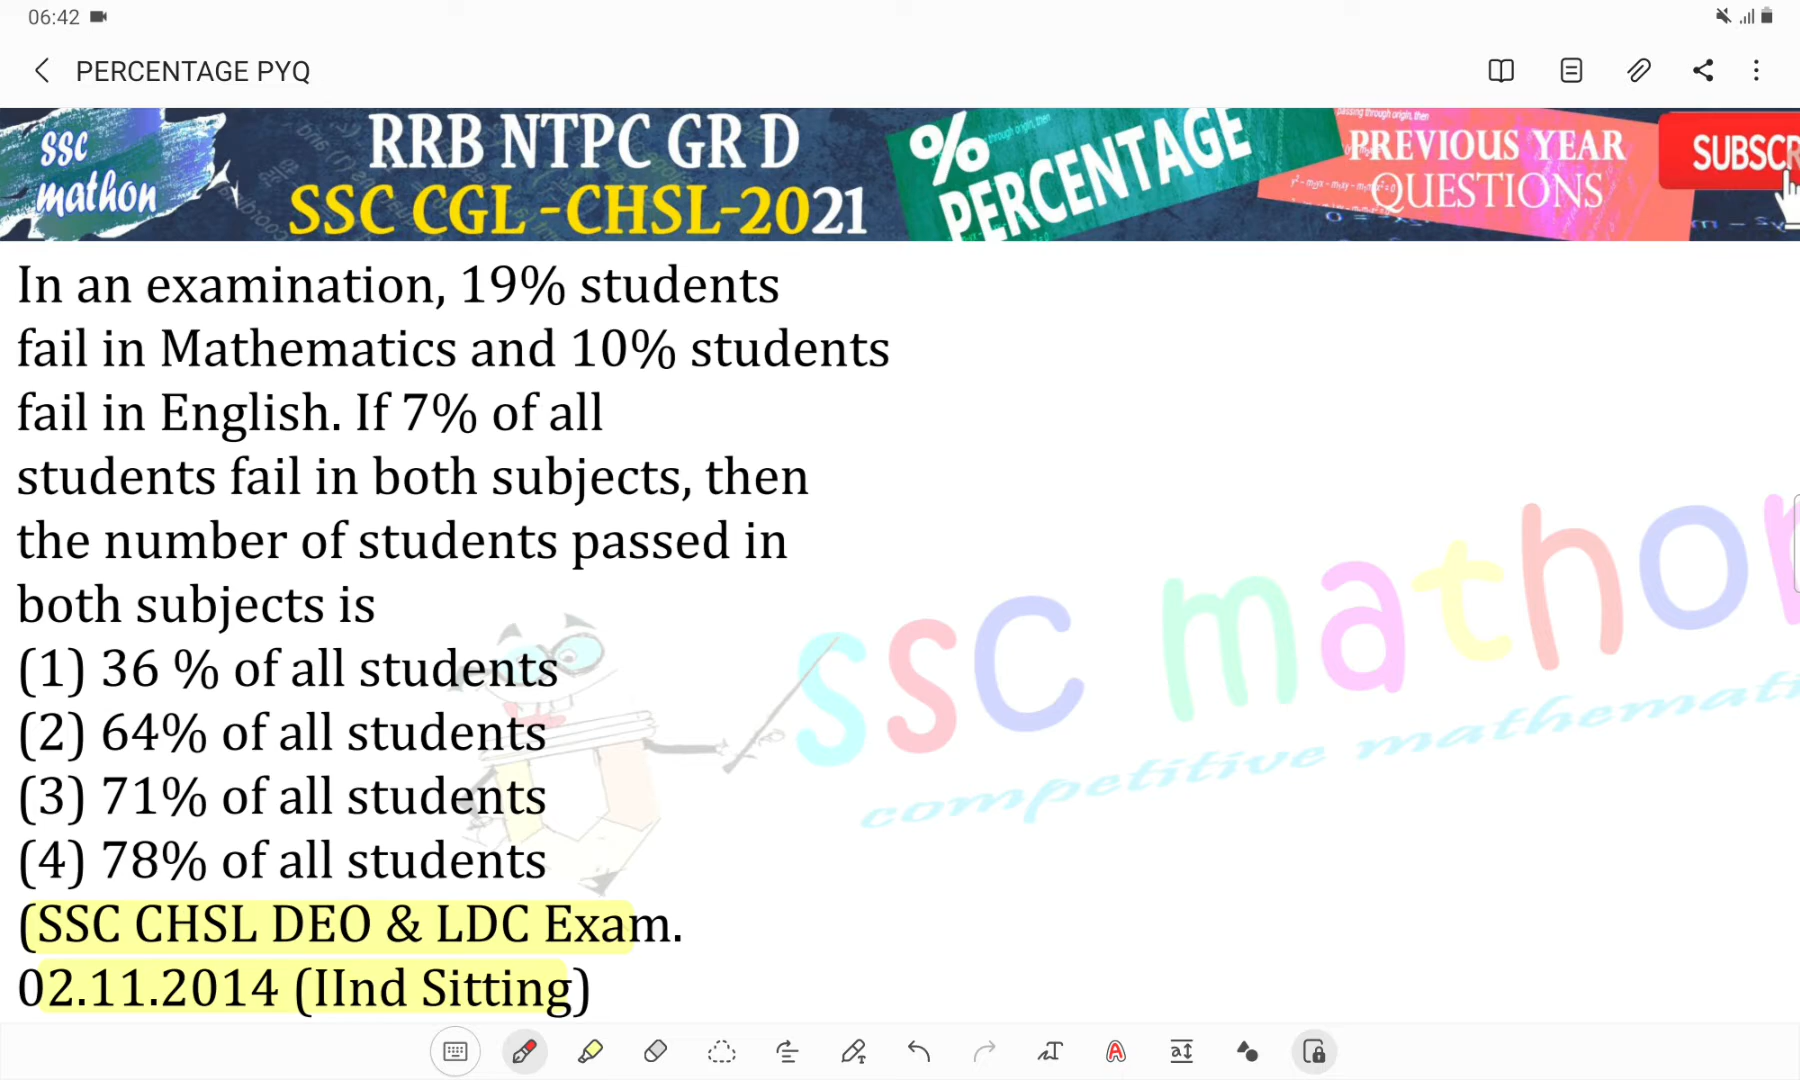 06:42
PERCENTAGE PYQ
ssc
mathon
RRB NTPC GR D
SSC CGL -CHSL-2021
%
PERCENTAGE
PREVIOUS YEAR
QUESTIONS
In an examination, 19% students
fail in Mathematics and 10% students
fail in English. If 7% of all
students fail in both subjects, then
the number of students passed in
both subjects is
(1) 36 % of all students
(2) 64% of all students
(3) 71% of all students
(4) 78% of all students
(SSC CHSL DEO & LDC Exam.
02.11.2014 (IInd Sitting)
ssc mathon
competitive